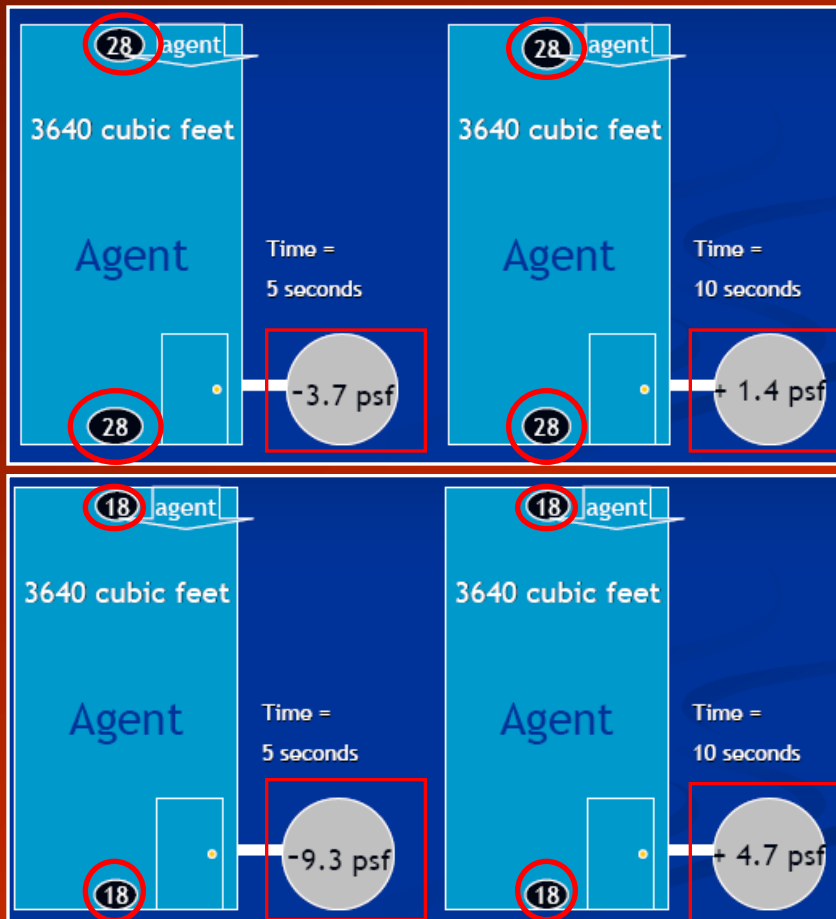 28 agent
3640 cubic feet
Agent
Time =
5 seconds
-3.7 psf
28
28 agent
3640 cubic feet
Agent
Time =
10 seconds
+ 1.4 psf
28
18 agent
3640 cubic feet
Agent
Time =
5 seconds
-9.3 psf
18
18 agent
3640 cubic feet
Agent
Time =
10 seconds
+ 4.7 psf
18